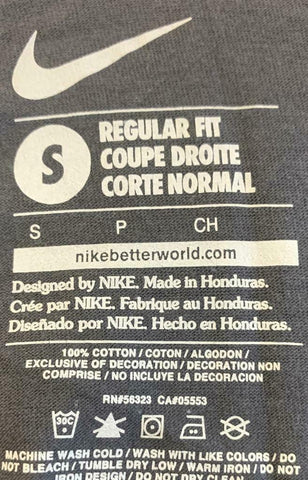 S
REGULAR FIT
COUPE DROITE
CORTE NORMAL
S P CH
nikebetterworld.com
Designed by NIKE. Made in Honduras.
Crée par NIKE. Fabrique au Honduras.
Diseñado por NIKE. Hecho en Honduras.
100% COTTON / COTON / ALGODON /
EXCLUSIVE OF DECORATION / DECORATION NON
COMPRISE / NO INCLUYE LA DECORACION
RN#56323 CA#05553
30C
MACHINE WASH COLD / WASH WITH LIKE COLORS / DO
NOT BLEACH / TUMBLE DRY LOW / WARM IRON / DO
NOT IRON DESIGN / DO NOT DRY CLEAN /